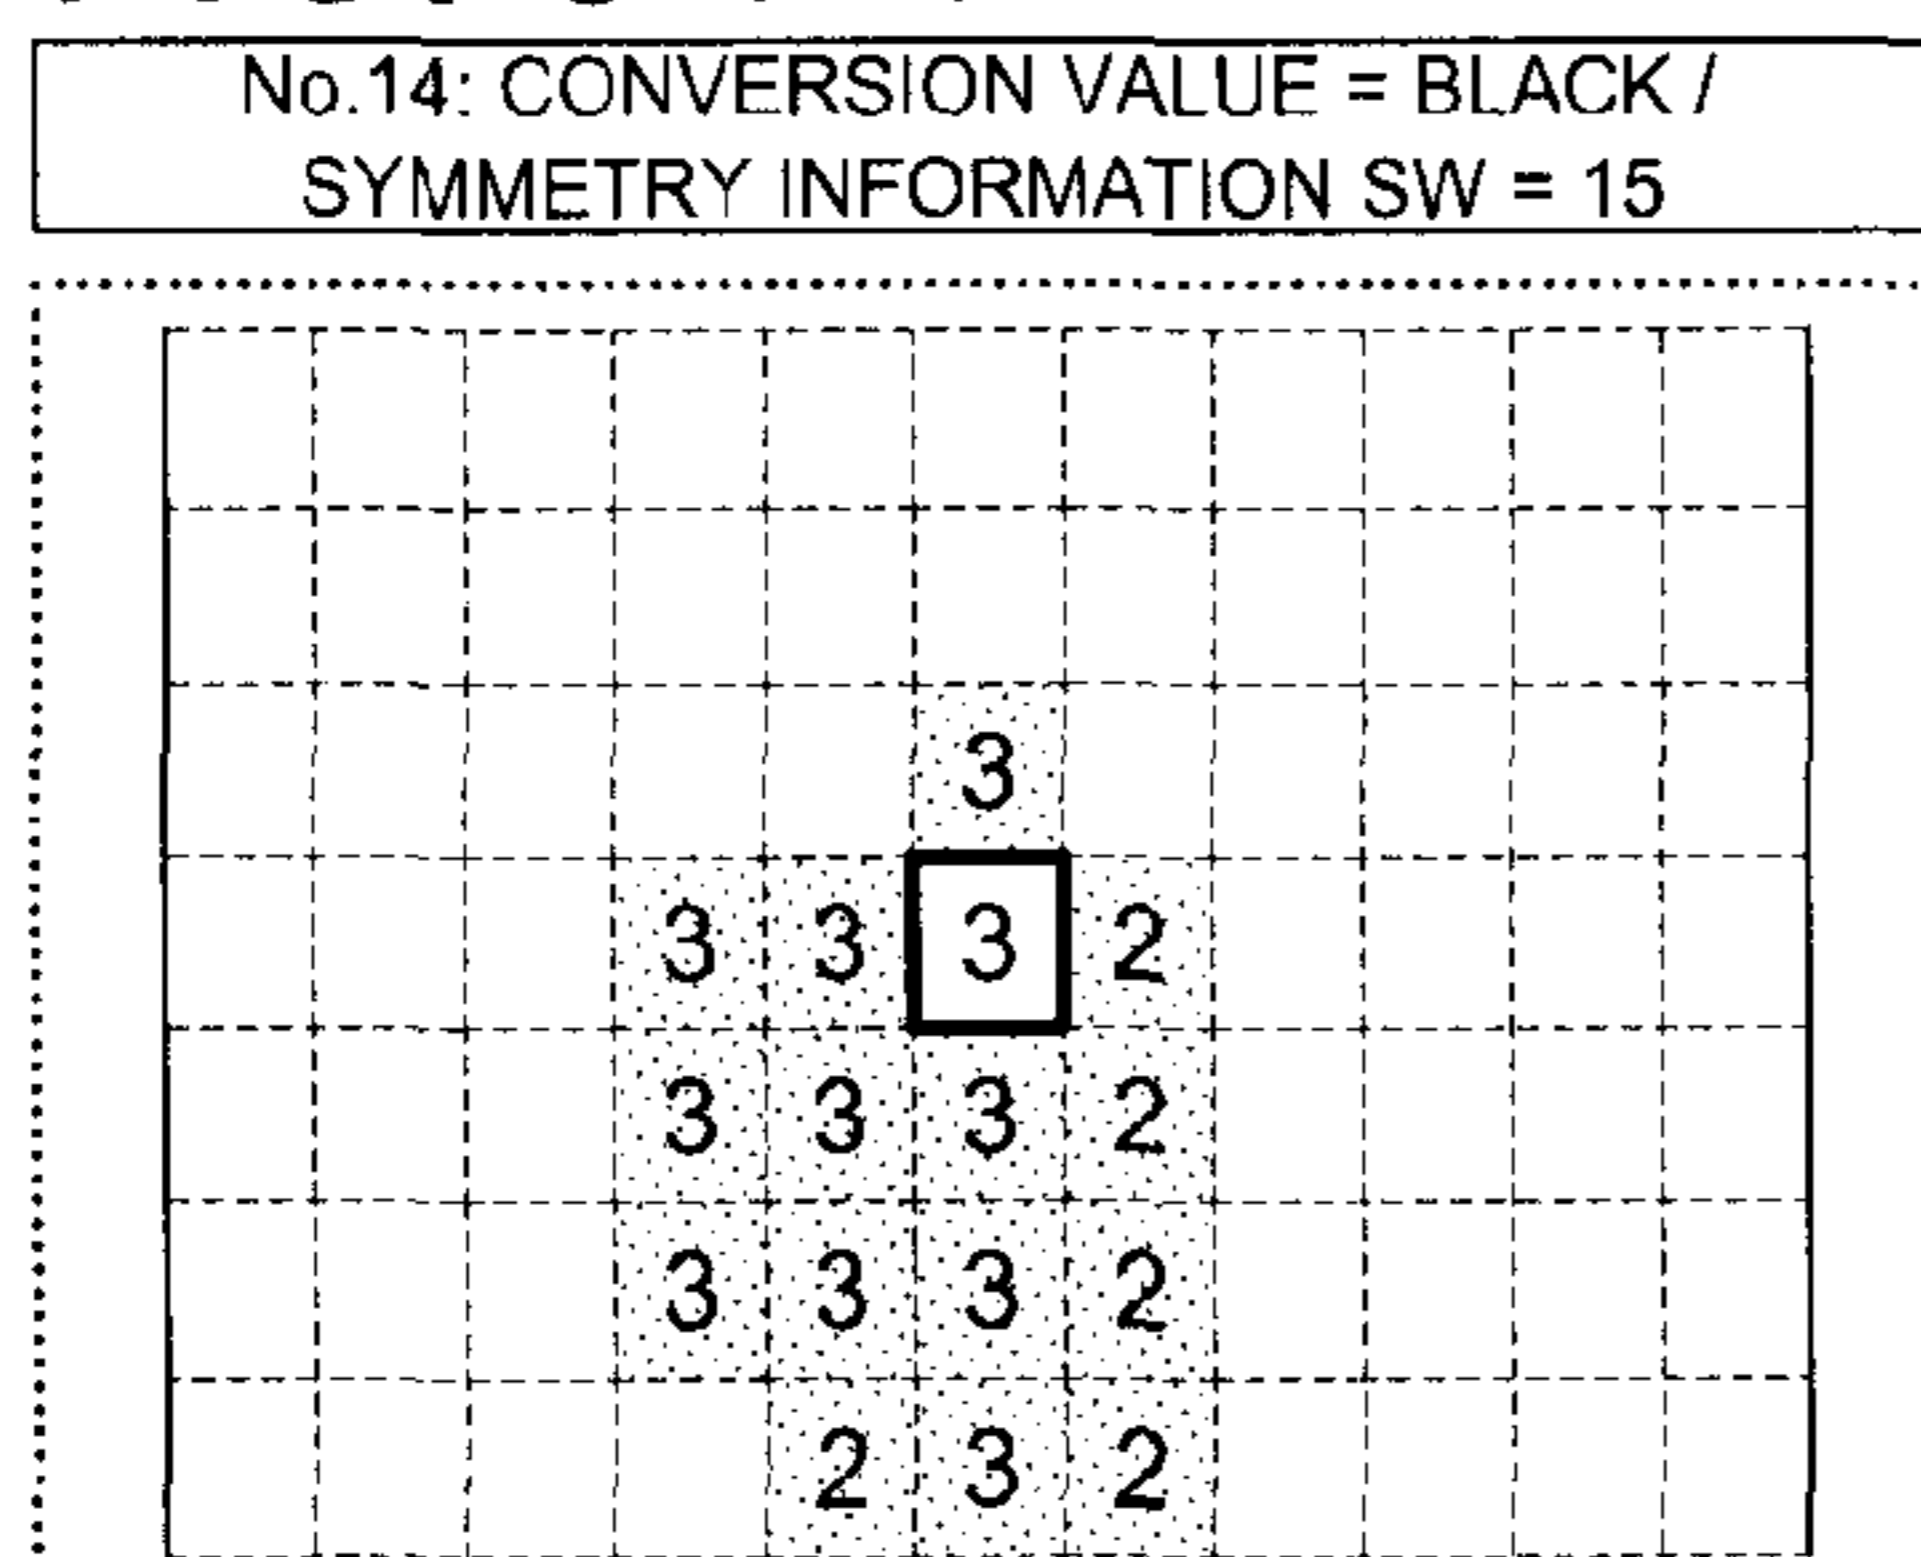 No.14: CONVERSION VALUE = BLACK /
SYMMETRY INFORMATION SW = 15
3
3 3 3 2
3 3 3 2
3 3 3 2
2 3 2